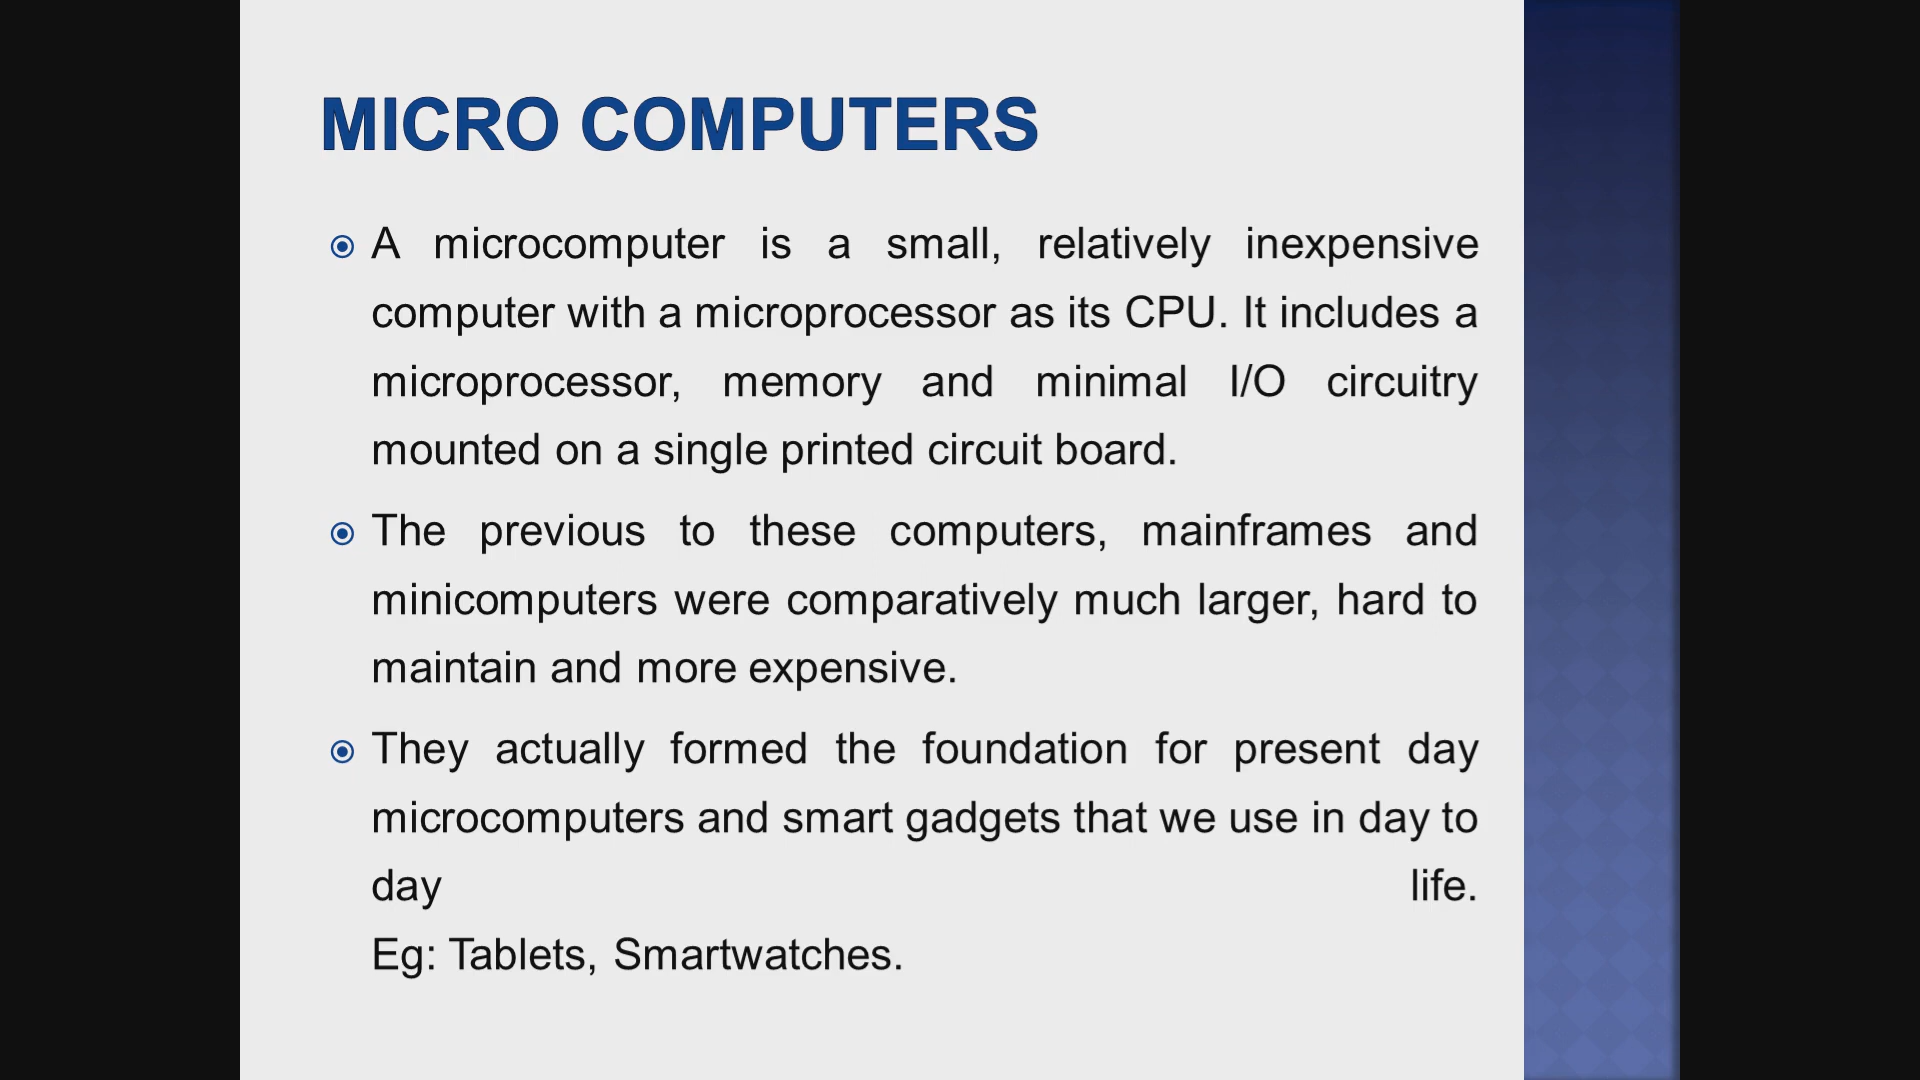 MICRO COMPUTERS
A microcomputer is a small, relatively inexpensive
computer with a microprocessor as its CPU. It includes a
microprocessor, memory and minimal I/O circuitry
mounted on a single printed circuit board.
The previous to these computers, mainframes and
minicomputers were comparatively much larger, hard to
maintain and more expensive.
They actually formed the foundation for present day
microcomputers and smart gadgets that we use in day to
day life.
Eg: Tablets, Smartwatches.